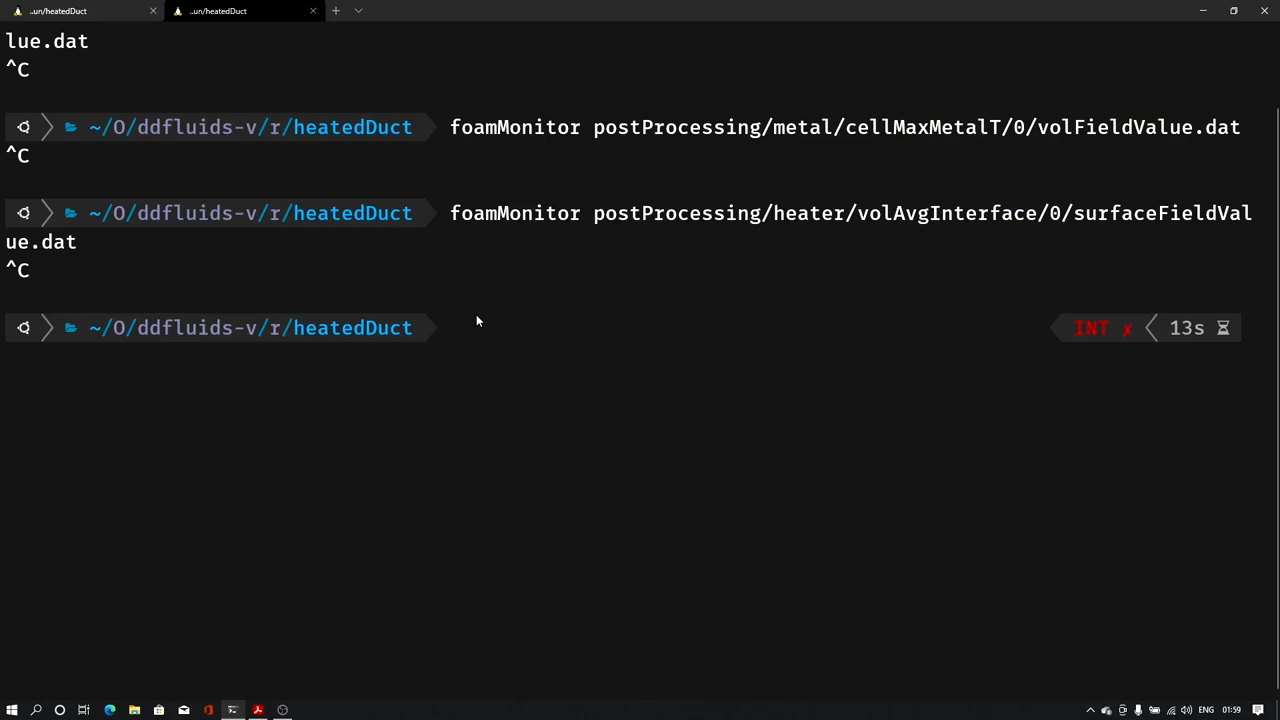 ..un/heatedDuct
..un/heatedDuct
lue.dat
^C
~/O/ddfluids-v/r/heatedDuct foamMonitor postProcessing/metal/cellMaxMetalT/0/volFieldValue.dat
^C
~/O/ddfluids-v/r/heatedDuct foamMonitor postProcessing/heater/volAvgInterface/0/surfaceFieldVal
ue.dat
^C
~/O/ddfluids-v/r/heatedDuct INT ✗ 13s
ENG 01:59